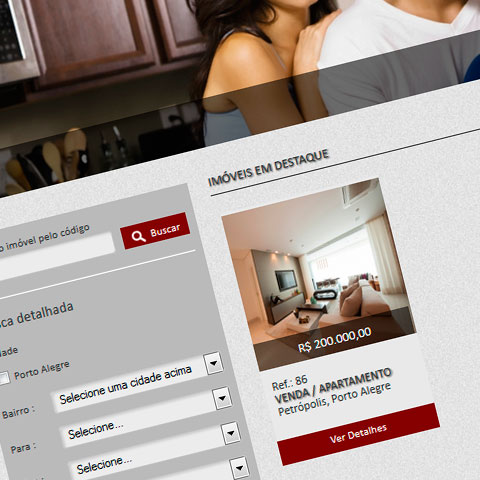 IMÓVEIS EM DESTAQUE
o imóvel pelo código
Buscar
sca detalhada
dade
Porto Alegre
Bairro :
Selecione uma cidade acima
Para :
Selecione...
Selecione...
R$ 200.000,00
Ref.: 86
VENDA / APARTAMENTO
Petrópolis, Porto Alegre
Ver Detalhes